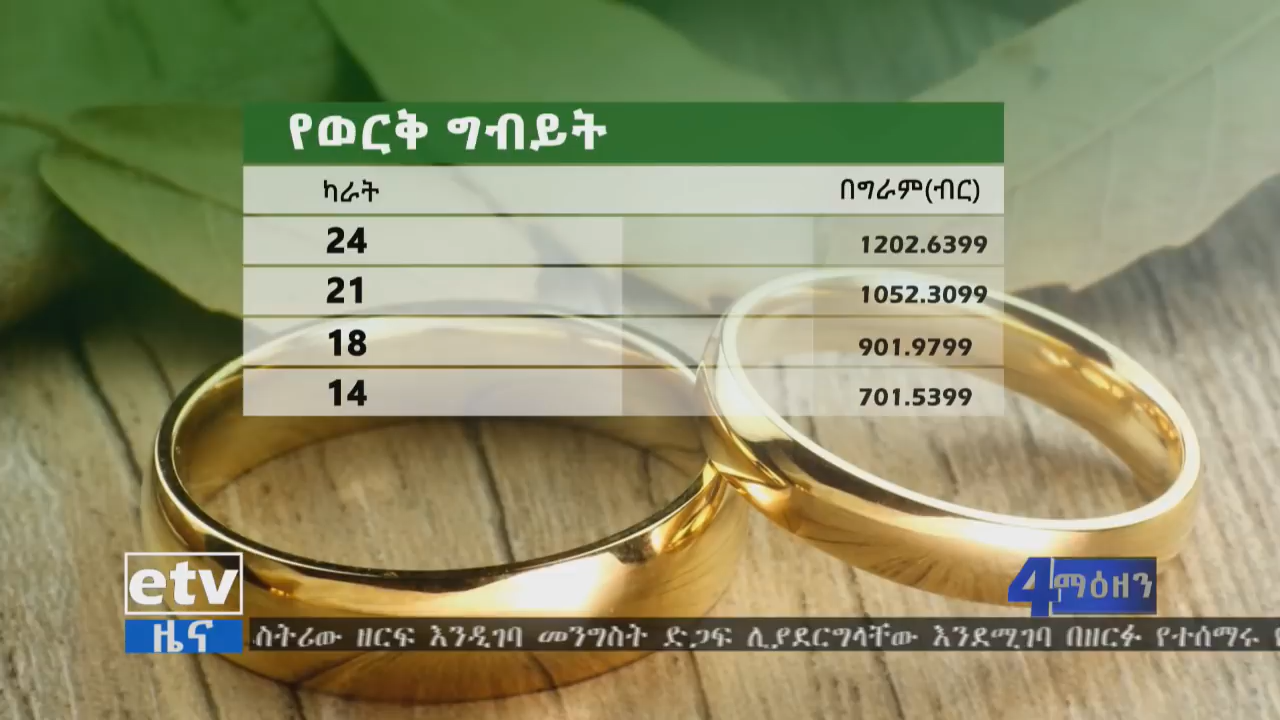 የወርቅ ግብይት
ካራት በግራም(ብር)
24 1202.6399
21 1052.3099
18 901.9799
14 701.5399
etv
ዜና
4 ማዕዘን
ስትሪው ዘርፍ እንዲገባ መንግስት ድጋፍ ሊያደርግላቸው እንደሚገባ በዘርፉ የተሰማሩ